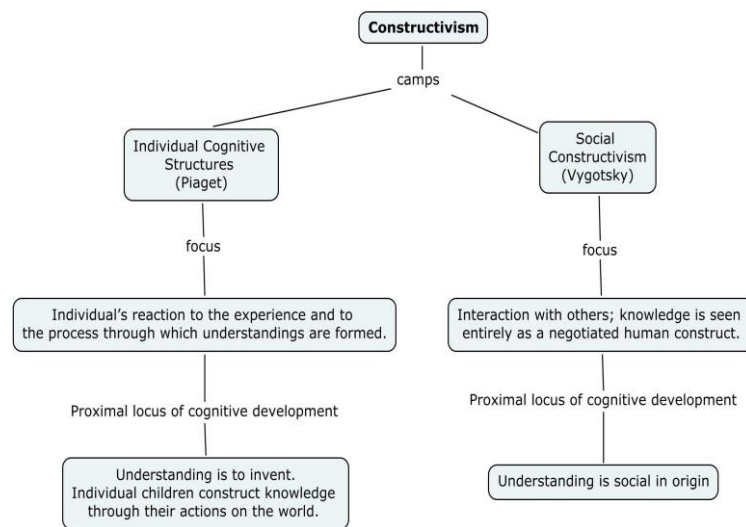 Constructivism
camps
Individual Cognitive
Structures
(Piaget)
Social
Constructivism
(Vygotsky)
focus
focus
Individual's reaction to the experience and to
the process through which understandings are formed.
Interaction with others; knowledge is seen
entirely as a negotiated human construct.
Proximal locus of cognitive development
Proximal locus of cognitive development
Understanding is to invent.
Individual children construct knowledge
through their actions on the world.
Understanding is social in origin